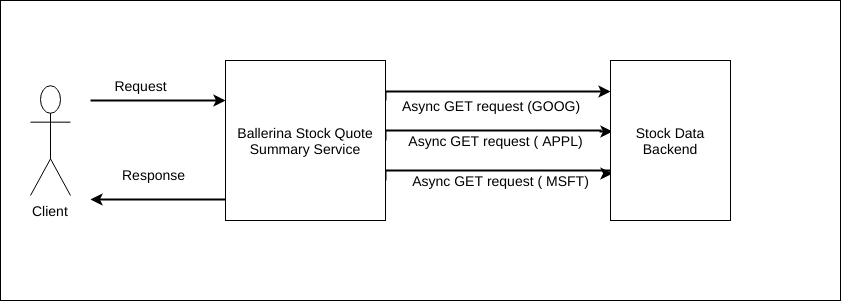 Request
Async GET request (GOOG)
Ballerina Stock Quote
Summary Service
Async GET request ( APPL)
Stock Data
Backend
Response
Async GET request ( MSFT)
Client